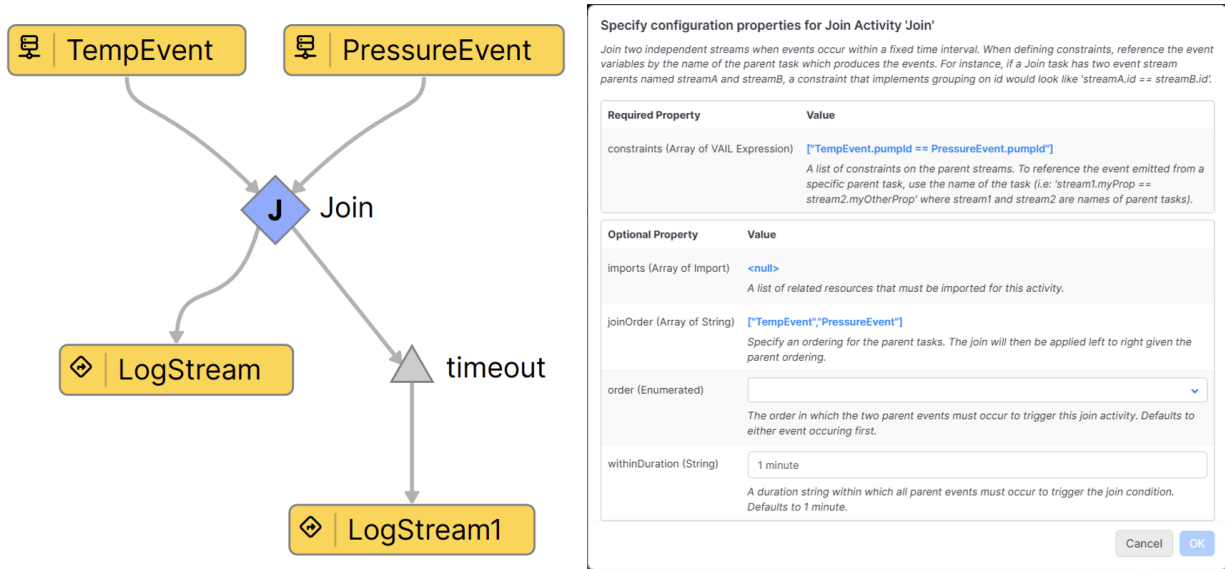 TempEvent
PressureEvent
J
Join
LogStream
timeout
LogStream1
Specify configuration properties for Join Activity 'Join'
Join two independent streams when events occur within a fixed time interval. When defining constraints, reference the event
variables by the name of the parent task which produces the events. For instance, if a Join task has two event stream
parents named streamA and streamB, a constraint that implements grouping on id would look like 'streamA.id == streamB.id'.
Required Property Value
constraints (Array of VAIL Expression) ["TempEvent.pumpId == PressureEvent.pumpId"]
A list of constraints on the parent streams. To reference the event emitted from a
specific parent task, use the name of the task (i.e: 'stream1.myProp ==
stream2.myOtherProp' where stream1 and stream2 are names of parent tasks).
Optional Property Value
imports (Array of Import) <null>
A list of related resources that must be imported for this activity.
joinOrder (Array of String) ["TempEvent","PressureEvent"]
Specify an ordering for the parent tasks. The join will then be applied left to right given the
parent ordering.
order (Enumerated)
The order in which the two parent events must occur to trigger this join activity. Defaults to
either event occuring first.
withinDuration (String) 1 minute
A duration string within which all parent events must occur to trigger the join condition.
Defaults to 1 minute.
Cancel OK